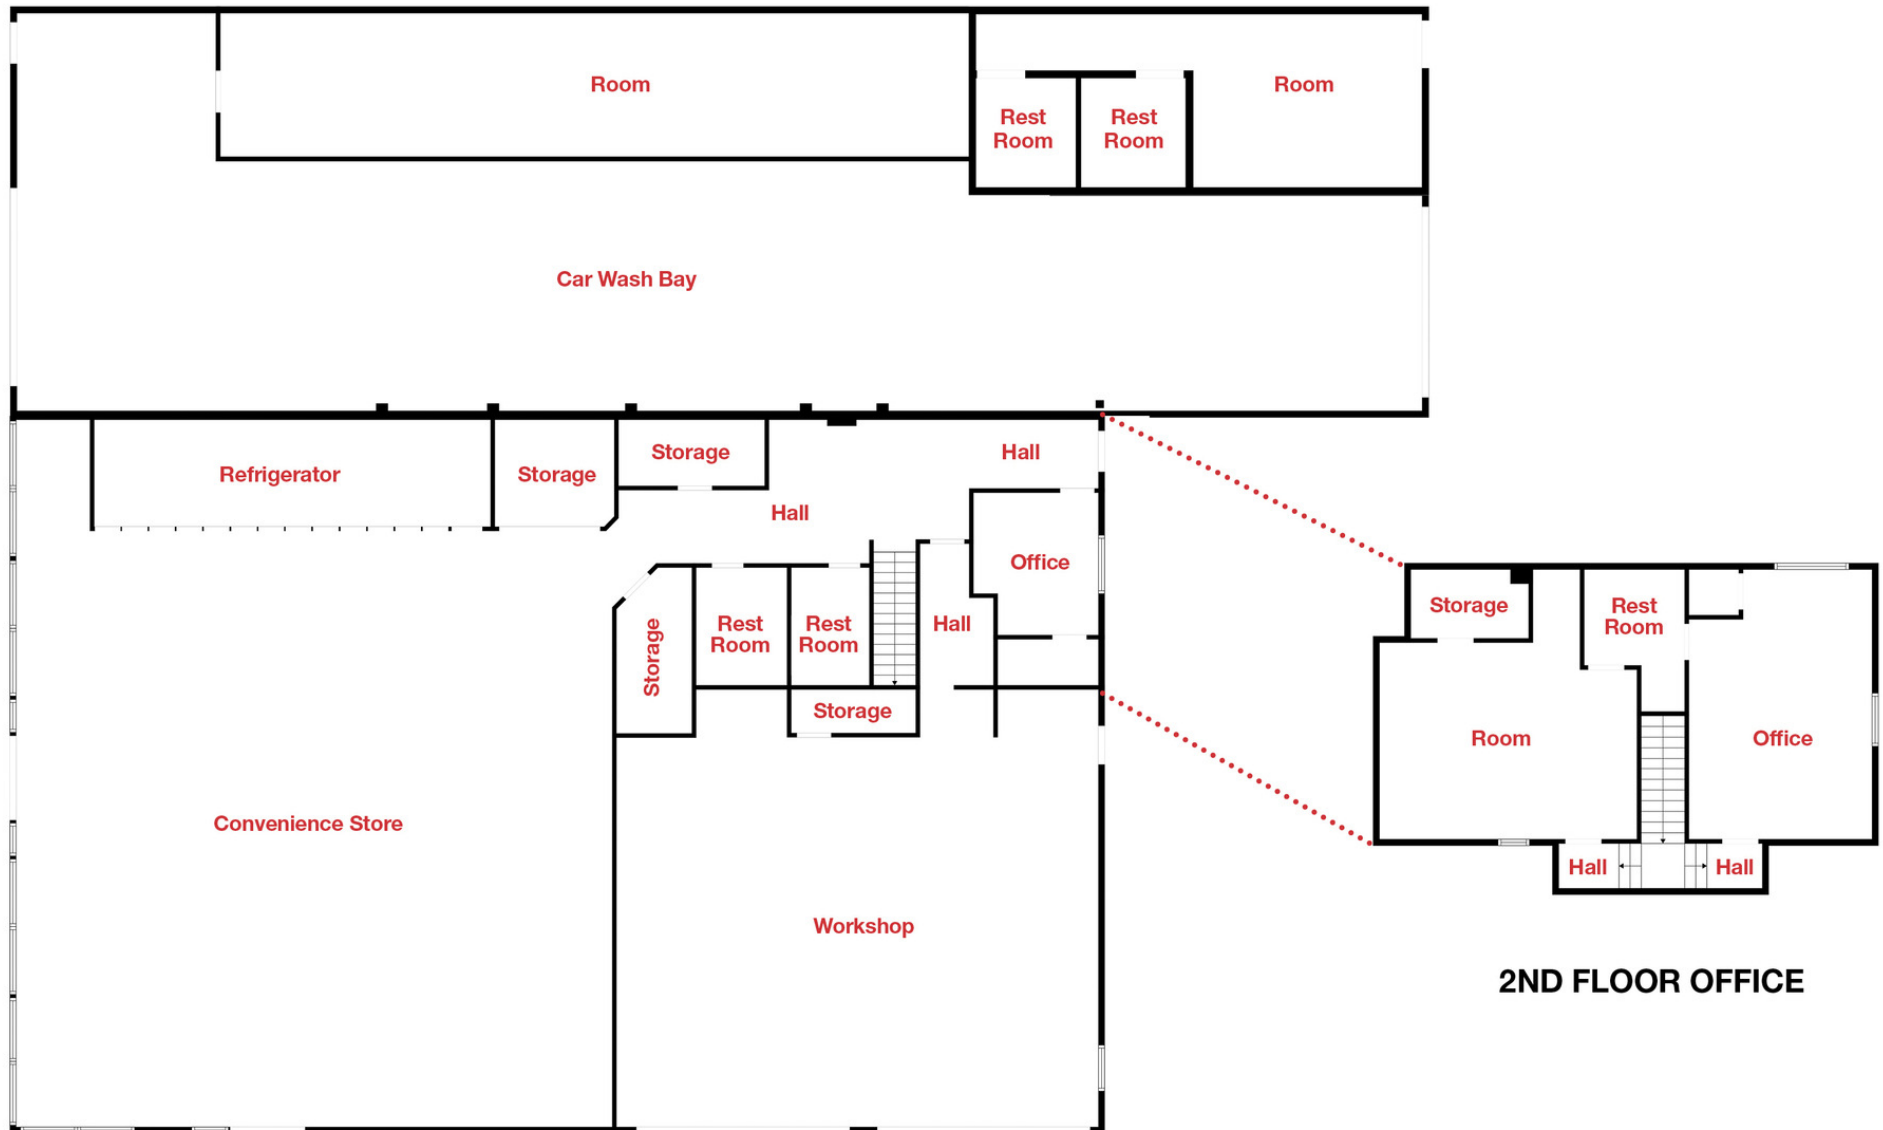 Room
Room
Rest
Room
Rest
Room
Car Wash Bay
Refrigerator
Storage
Storage
Hall
Hall
Office
Storage
Rest
Room
Rest
Room
Hall
Storage
Convenience Store
Workshop
Storage
Rest
Room
Room
Office
Hall
Hall
2ND FLOOR OFFICE